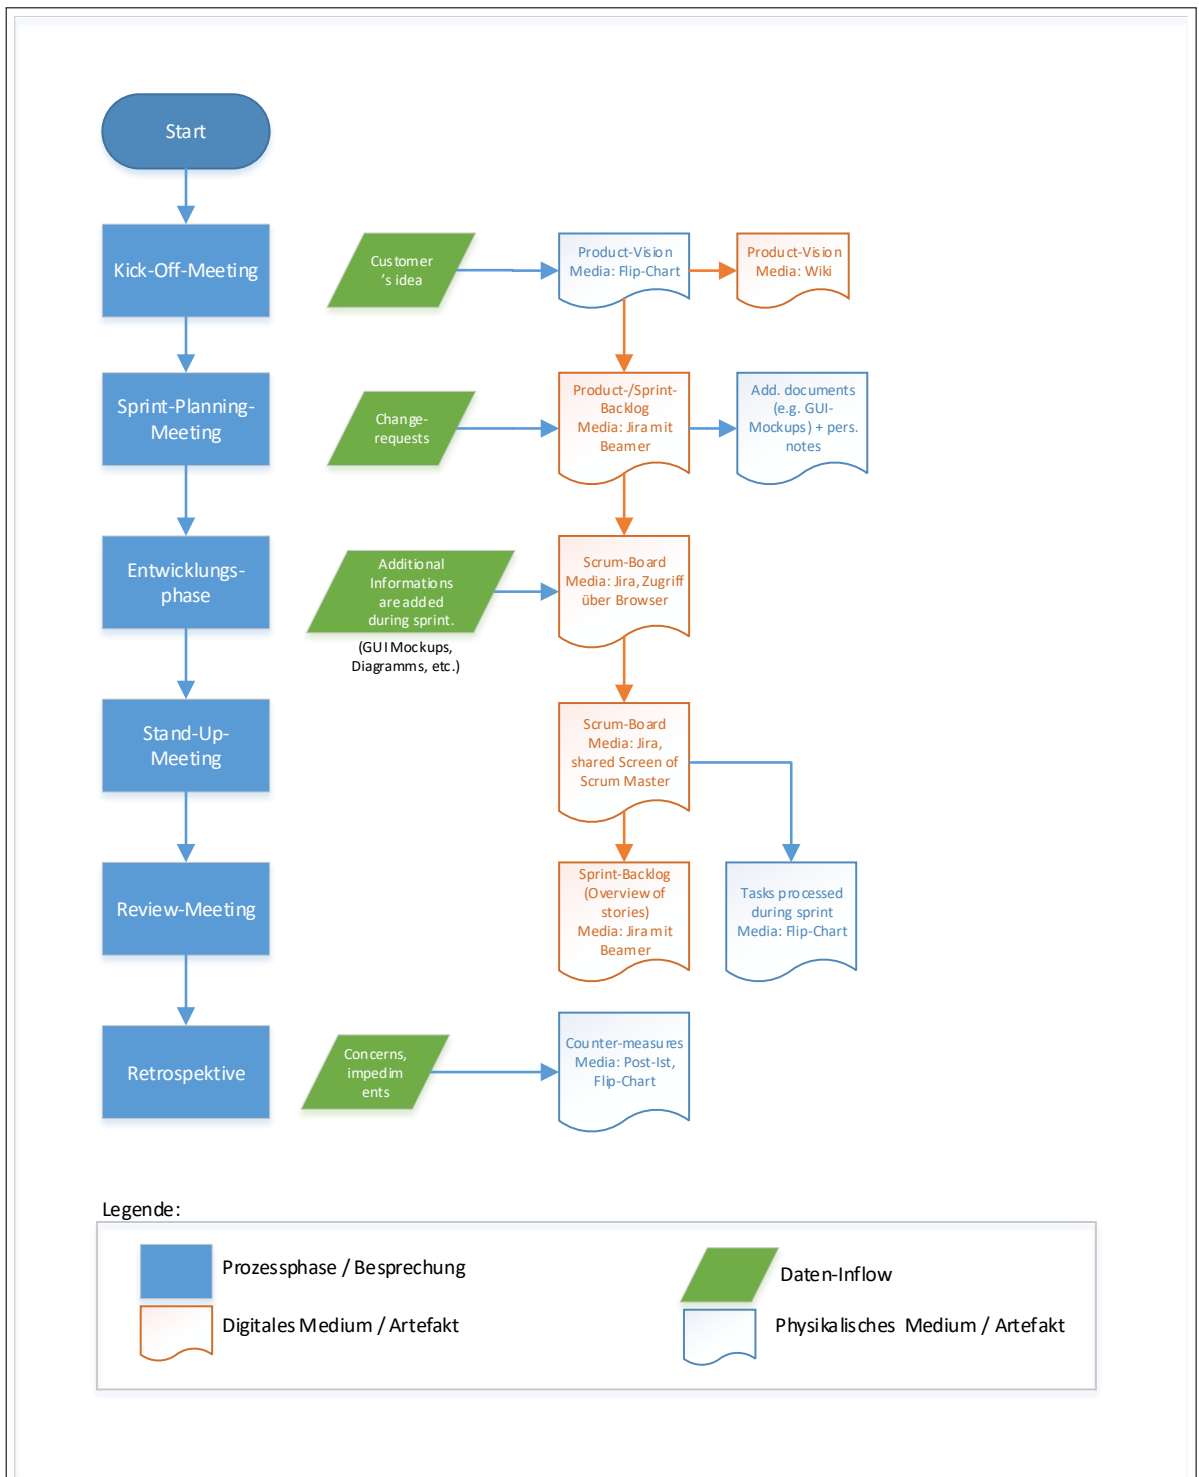 Start
Kick-Off-Meeting
Customer
's idea
Product-Vision
Media: Flip-Chart
Product-Vision
Media: Wiki
Sprint-Planning-
Meeting
Change-
requests
Product-/Sprint-
Backlog
Media: Jira mit
Beamer
Add. documents
(e.g. GUI-
Mockups) + pers.
notes
Entwicklungs-
phase
Additional
Informations
are added
during sprint.
(GUI Mockups,
Diagramms, etc.)
Scrum-Board
Media: Jira, Zugriff
über Browser
Stand-Up-
Meeting
Scrum-Board
Media: Jira,
shared Screen of
Scrum Master
Review-Meeting
Sprint-Backlog
(Overview of
stories)
Media: Jira mit
Beamer
Tasks processed
during sprint
Media: Flip-Chart
Retrospektive
Concerns,
impedim
ents
Counter-measures
Media: Post-Ist,
Flip-Chart
Legende:
Prozessphase / Besprechung
Daten-Inflow
Digitales Medium / Artefakt
Physikalisches Medium / Artefakt